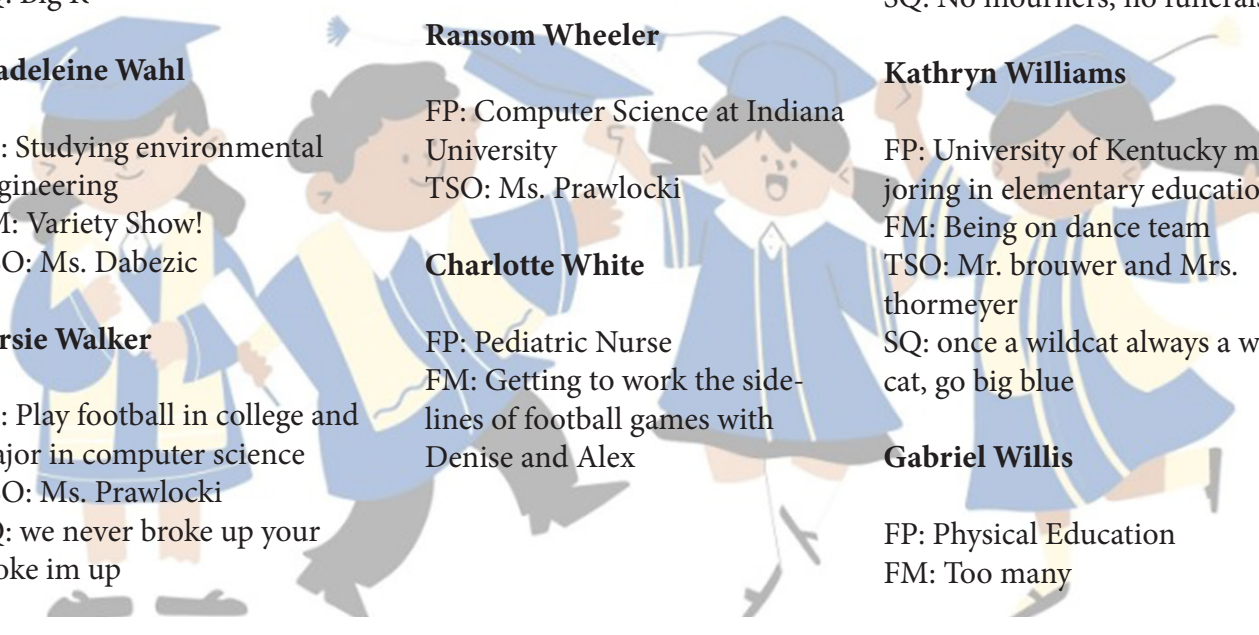 : Big R
adeleine Wahl
: Studying environmental
gineering
M: Variety Show!
O: Ms. Dabezic
rsie Walker
: Play football in college and
ajor in computer science
O: Ms. Prawlocki
Q: we never broke up your
oke im up
Ransom Wheeler
FP: Computer Science at Indiana
University
TSO: Ms. Prawlocki
Charlotte White
FP: Pediatric Nurse
FM: Getting to work the side-
lines of football games with
Denise and Alex
SQ: No mourners, no funerals
Kathryn Williams
FP: University of Kentucky m
joring in elementary educatio
FM: Being on dance team
TSO: Mr. brouwer and Mrs.
thormeyer
SQ: once a wildcat always a w
cat, go big blue
Gabriel Willis
FP: Physical Education
FM: Too many